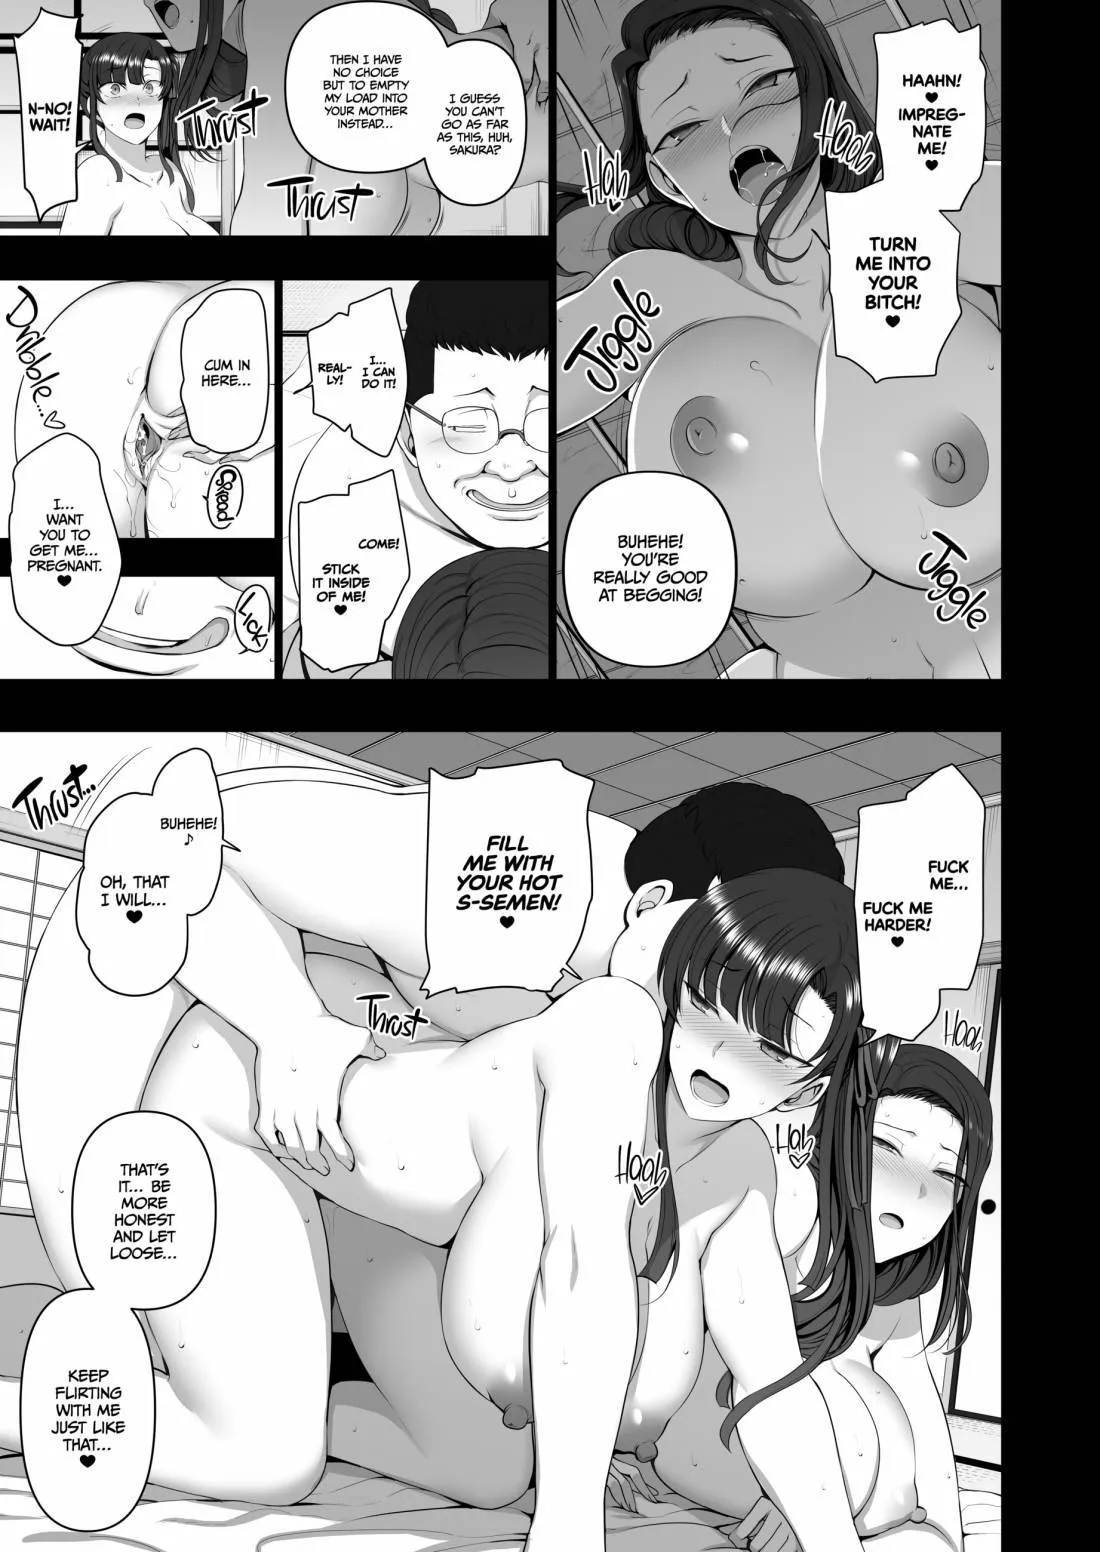 HAAHN!
♥
IMPREG-
NATE
ME!
♥
Haah
Hah
♥
TURN
ME INTO
YOUR
BITCH!
♥
Jiggle
BUHEHE!
YOU'RE
REALLY GOOD
AT BEGGING!
Jiggle
I GUESS
YOU CAN'T
GO AS FAR
AS THIS, HUH,
SAKURA?
THEN I HAVE
NO CHOICE
BUT TO EMPTY
MY LOAD INTO
YOUR MOTHER
INSTEAD...
Thrust
Thrust
N-NO!
WAIT!
I...
I CAN
DO IT!
REAL-
LY!
COME!
STICK
IT INSIDE
OF ME!
♥
CUM IN
HERE...
Spread
Dribble...
♥
I...
WANT
YOU TO
GET ME...
PREGNANT.
♥
Lick
FUCK
ME...
FUCK ME
HARDER!
♥
FILL
ME WITH
YOUR HOT
S-SEMEN!
♥
Haah
Hah
♥
Haah
♥
Thrust
Thrust...
BUHEHE!
♪
OH, THAT
I WILL...
♥
THAT'S
IT... BE
MORE
HONEST
AND LET
LOOSE...
KEEP
FLIRTING
WITH ME
JUST LIKE
THAT...
♥